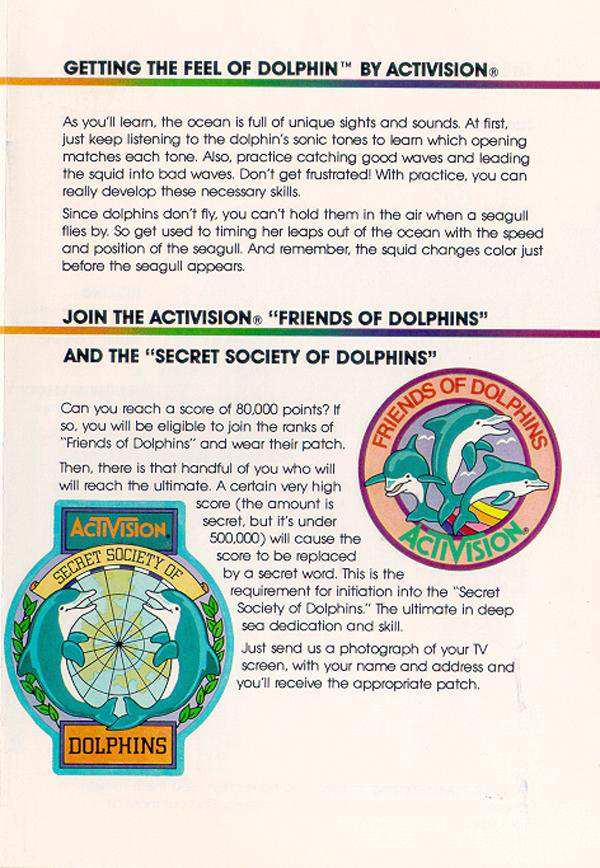 GETTING THE FEEL OF DOLPHIN™ BY ACTIVISION®
As you'll learn, the ocean is full of unique sights and sounds. At first,
just keep listening to the dolphin's sonic tones to learn which opening
matches each tone. Also, practice catching good waves and leading
the squid into bad waves. Don't get frustrated! With practice, you can
really develop these necessary skills.
Since dolphins don't fly, you can't hold them in the air when a seagull
flies by. So get used to timing her leaps out of the ocean with the speed
and position of the seagull. And remember, the squid changes color just
before the seagull appears.
JOIN THE ACTIVISION® "FRIENDS OF DOLPHINS"
AND THE "SECRET SOCIETY OF DOLPHINS"
Can you reach a score of 80,000 points? If
so, you will be eligible to join the ranks of
"Friends of Dolphins" and wear their patch.
Then, there is that handful of you who will
will reach the ultimate. A certain very high
score (the amount is
secret, but it's under
500,000) will cause the
score to be replaced
by a secret word. This is the
requirement for initiation into the "Secret
Society of Dolphins." The ultimate in deep
sea dedication and skill.
Just send us a photograph of your TV
screen, with your name and address and
you'll receive the appropriate patch.
FRIENDS OF DOLPHINS
ACTIVISION®
ACTIVISION
SECRET SOCIETY OF
DOLPHINS